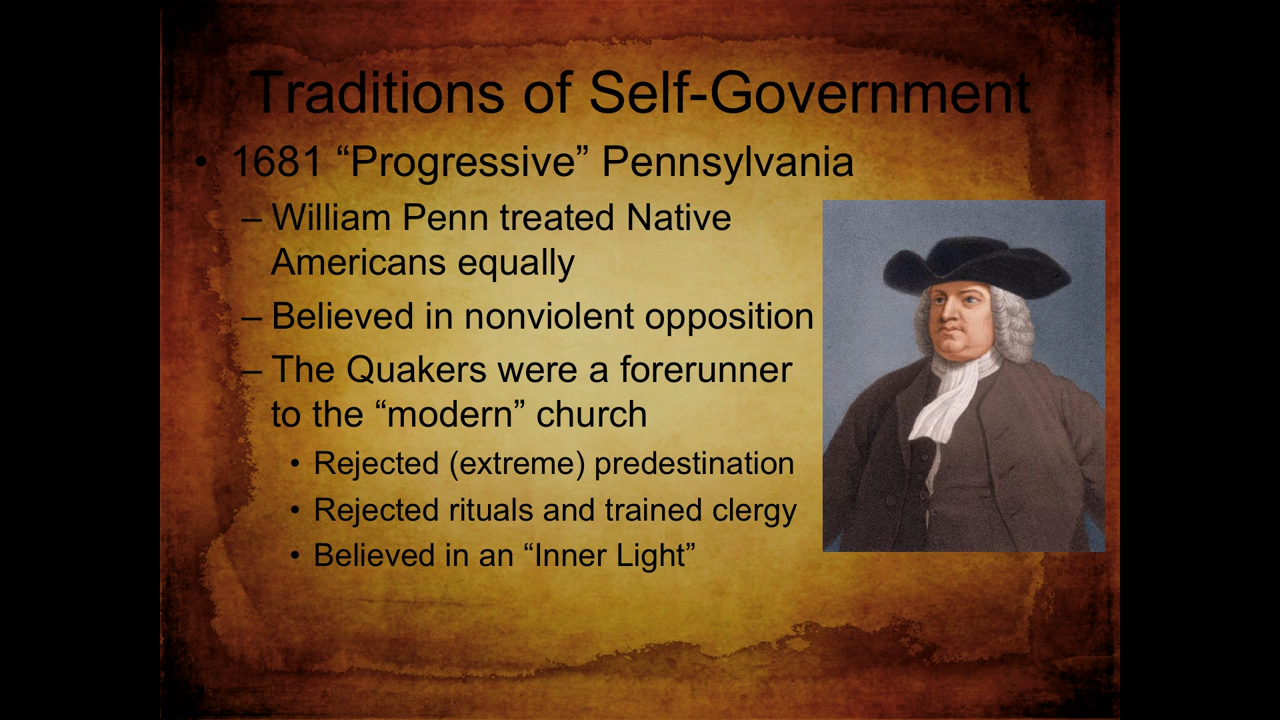 Traditions of Self-Government
• 1681 “Progressive” Pennsylvania
– William Penn treated Native
Americans equally
– Believed in nonviolent opposition
– The Quakers were a forerunner
to the “modern” church
• Rejected (extreme) predestination
• Rejected rituals and trained clergy
• Believed in an “Inner Light”